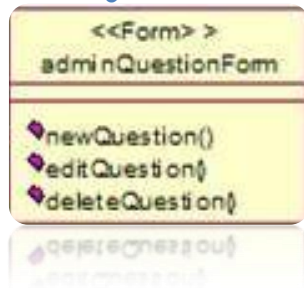 <<Form> >
adminQuestionForm
newQuestion()
editQuestion()
deleteQuestion()